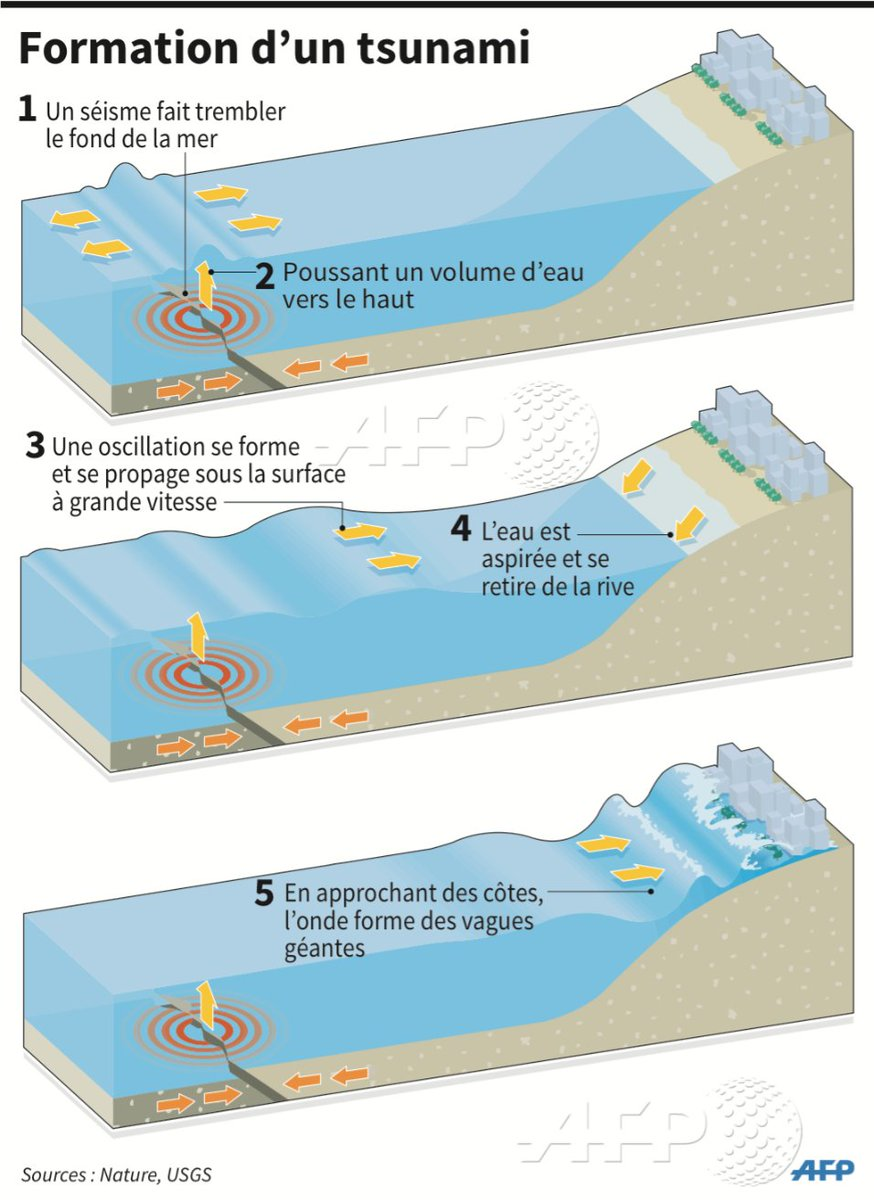 Formation d’un tsunami
1 Un séisme fait trembler
le fond de la mer
2 Poussant un volume d’eau
vers le haut
AFP
3 Une oscillation se forme
et se propage sous la surface
à grande vitesse
4 L’eau est
aspirée et se
retire de la rive
5 En approchant des côtes,
l’onde forme des vagues
géantes
AFP
Sources : Nature, USGS
AFP